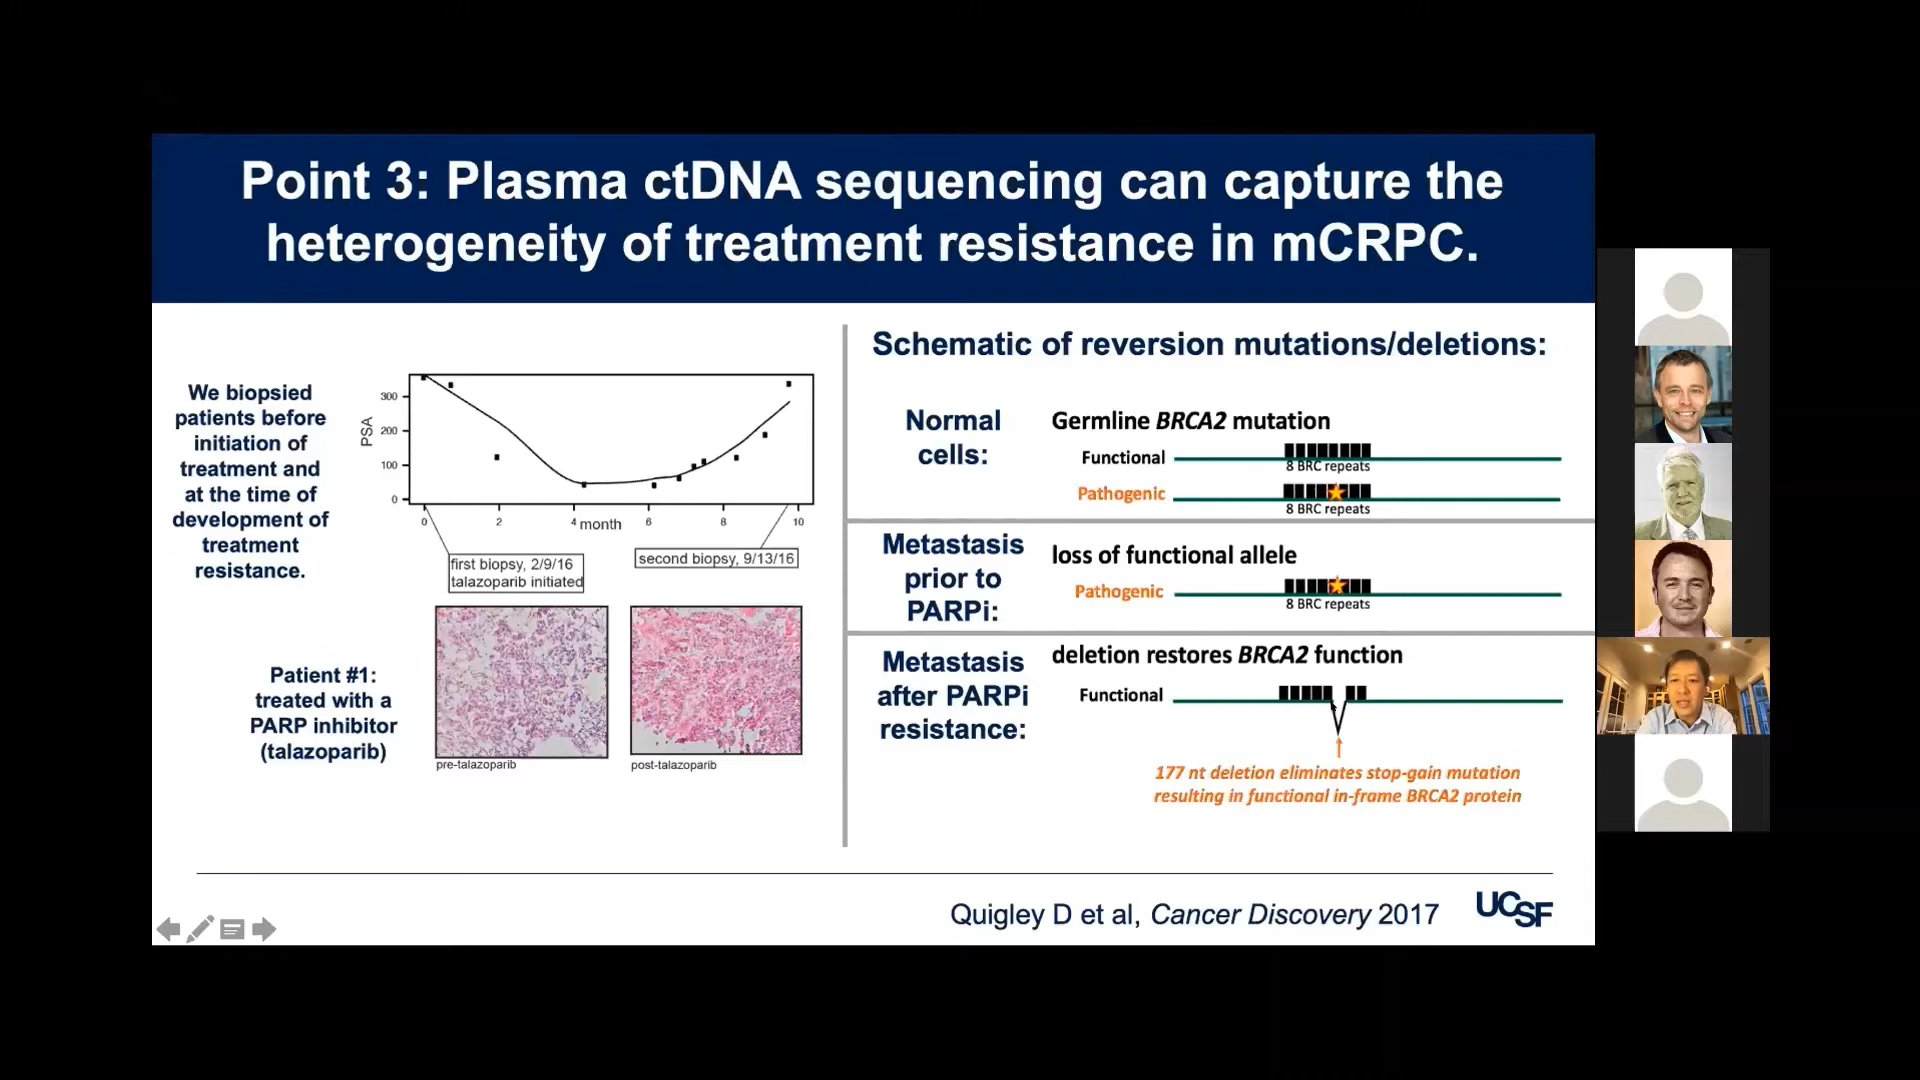 Point 3: Plasma ctDNA sequencing can capture the
heterogeneity of treatment resistance in mCRPC.
We biopsied
patients before
initiation of
treatment and
at the time of
development of
treatment
resistance.
PSA
300
200
100
0
0
2
4
month
6
8
10
first biopsy, 2/9/16
talazoparib initiated
second biopsy, 9/13/16
Patient #1:
treated with a
PARP inhibitor
(talazoparib)
pre-talazoparib
post-talazoparib
Schematic of reversion mutations/deletions:
Normal
cells:
Germline BRCA2 mutation
Functional
8 BRC repeats
Pathogenic
8 BRC repeats
Metastasis
prior to
PARPi:
loss of functional allele
Pathogenic
8 BRC repeats
Metastasis
after PARPi
resistance:
deletion restores BRCA2 function
Functional
177 nt deletion eliminates stop-gain mutation
resulting in functional in-frame BRCA2 protein
Quigley D et al, Cancer Discovery 2017
UCSF